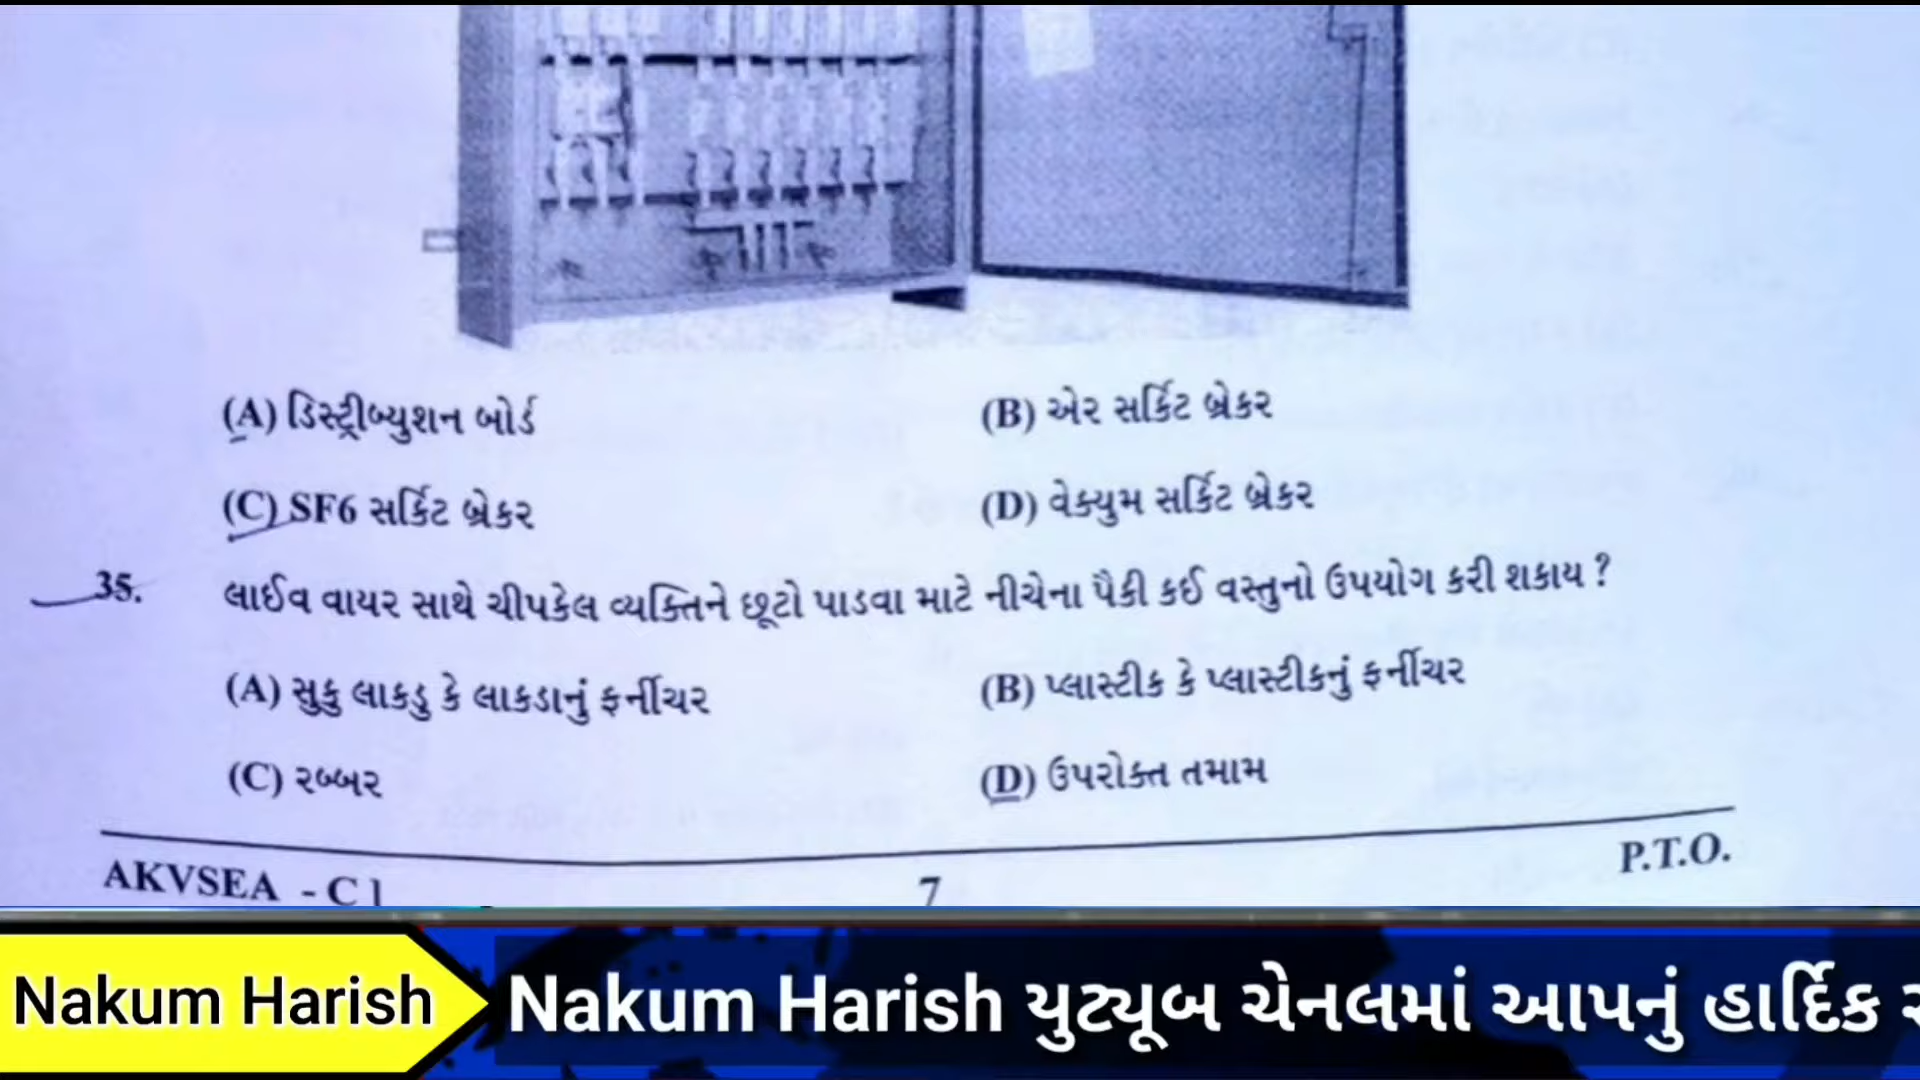 (A) ડિસ્ટ્રીબ્યુશન બોર્ડ (B) એર સર્કિટ બ્રેકર
(C) SF6 સર્કિટ બ્રેકર (D) વેક્યુમ સર્કિટ બ્રેકર
35. લાઈવ વાયર સાથે ચીપકેલ વ્યક્તિને છૂટો પાડવા માટે નીચેના પૈકી કઈ વસ્તુનો ઉપયોગ કરી શકાય ?
(A) સુકુ લાકડુ કે લાકડાનું ફર્નીચર (B) પ્લાસ્ટીક કે પ્લાસ્ટીકનું ફર્નીચર
(C) રબ્બર (D) ઉપરોક્ત તમામ
AKVSEA - C1 7 P.T.O.
Nakum Harish
Nakum Harish યુટ્યૂબ ચેનલમાં આપનું હાર્દિક